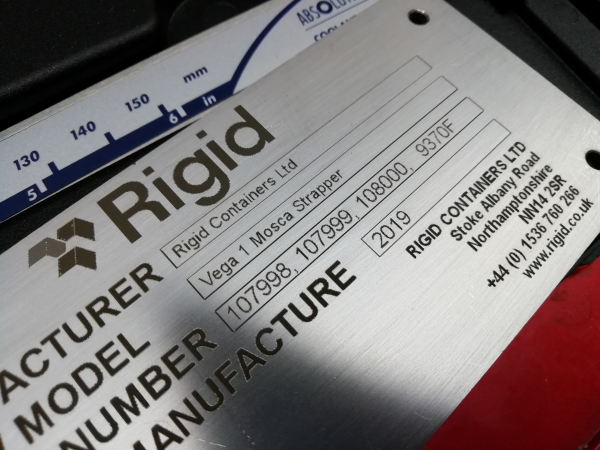 ABSOLUT
mm
130 140 150
5 6 in
Rigid
ACTURER Rigid Containers Ltd
MODEL Vega 1 Mosca Strapper
NUMBER 107998, 107999, 108000, 9370F
MANUFACTURE 2019
RIGID CONTAINERS LTD
Stoke Albany Road
Northamptonshire
NN14 2SR
+44 (0) 1536 760 266
www.rigid.co.uk